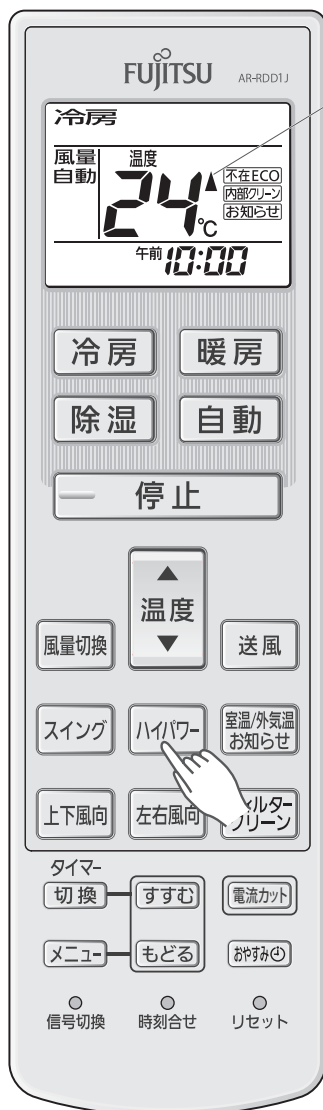 FUJITSU AR-RDD1J
冷房
風量
自動
温度
24 ℃
不在ECO
内部クリーン
お知らせ
午前 10:00
冷房 暖房
除湿 自動
停止
温度
風量切換 送風
スイング ハイパワー 室温/外気温
お知らせ
上下風向 左右風向 ィルター
クリーン
タイマー
切換 すすむ 電流カット
メニュー もどる おやすみ
信号切換 時刻合せ リセット